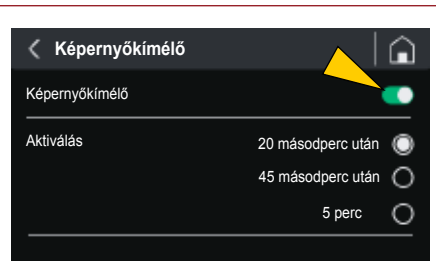 Képernyőkímélő
Képernyőkímélő
Aktiválás
20 másodperc után
45 másodperc után
5 perc